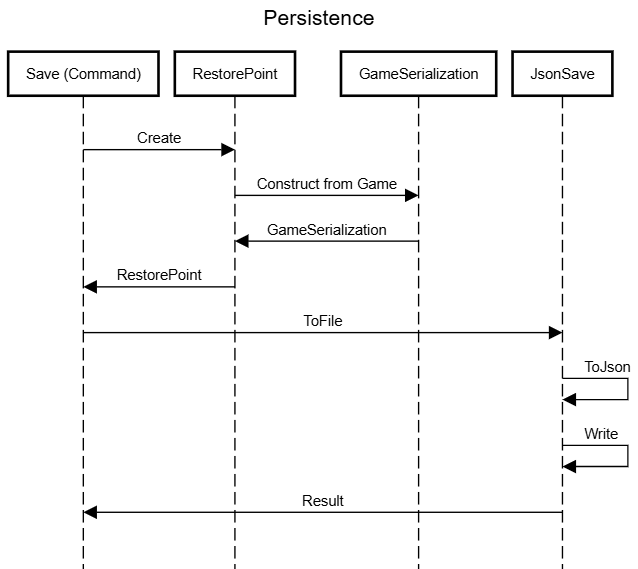 Persistence
Save (Command)
RestorePoint
GameSerialization
JsonSave
Create
Construct from Game
GameSerialization
RestorePoint
ToFile
ToJson
Write
Result